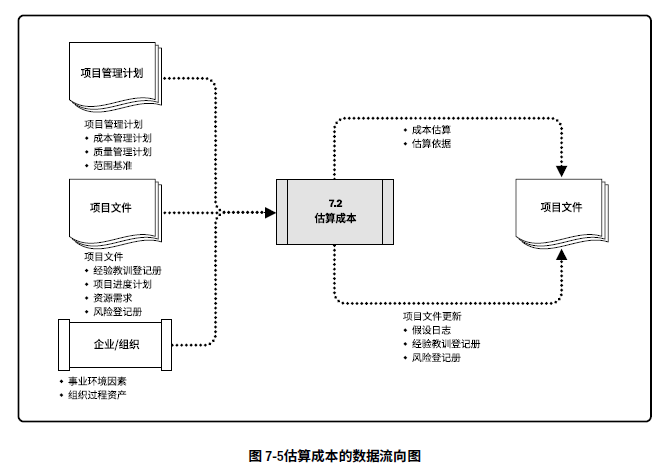 项目管理计划
项目管理计划
• 成本管理计划
• 质量管理计划
• 范围基准
项目文件
项目文件
• 经验教训登记册
• 项目进度计划
• 资源需求
• 风险登记册
企业/组织
• 事业环境因素
• 组织过程资产
7.2
估算成本
• 成本估算
• 估算依据
项目文件
项目文件更新
• 假设日志
• 经验教训登记册
• 风险登记册
图 7-5估算成本的数据流向图